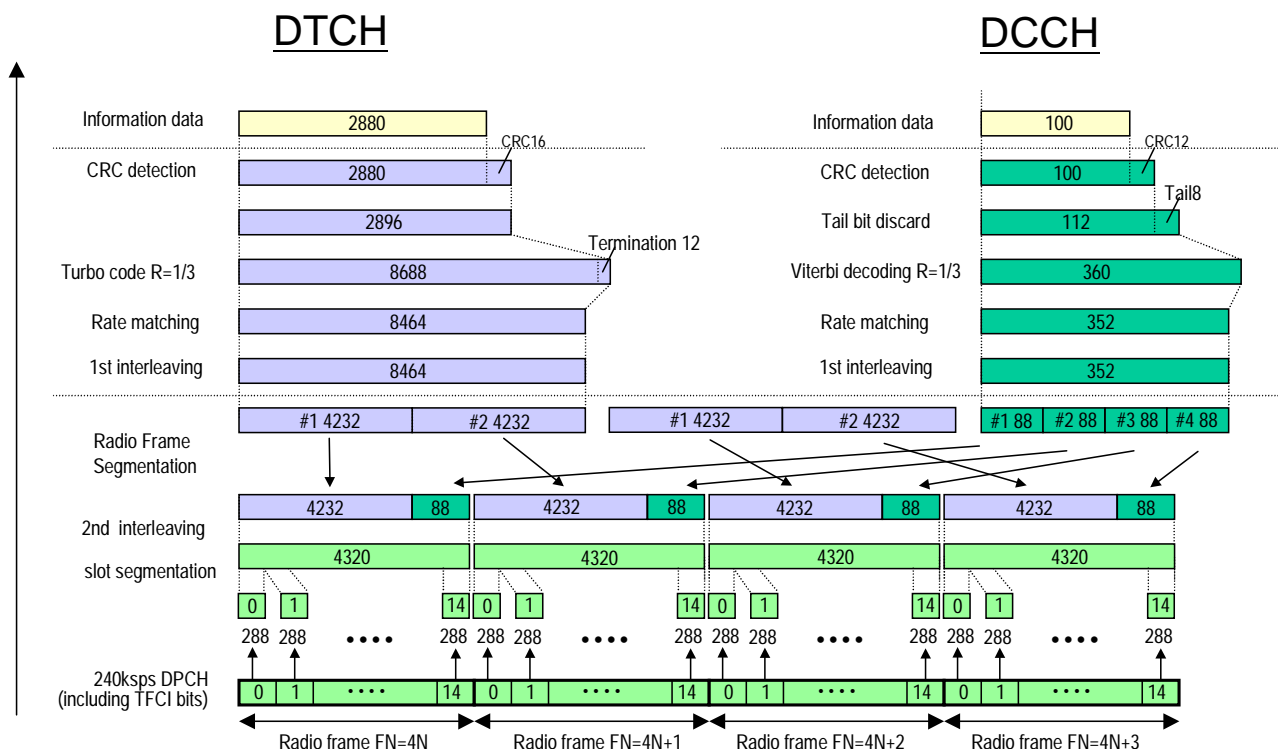 DTCH DCCH
Information data 2880 Information data 100
CRC16 CRC12
CRC detection 2880 CRC detection 100
Tail8
2896 Tail bit discard 112
Termination 12
Turbo code R=1/3 8688 Viterbi decoding R=1/3 360
Rate matching 8464 Rate matching 352
1st interleaving 8464 1st interleaving 352
#1 4232 #2 4232 #1 4232 #2 4232 #1 88 #2 88 #3 88 #4 88
Radio Frame
Segmentation
4232 88 4232 88 4232 88 4232 88
2nd interleaving
4320 4320 4320 4320
slot segmentation
0 1 14 0 1 14 0 1 14 0 1 14
288 288 •••• 288 288 288 •••• 288 288 288 •••• 288 288 288 •••• 288
240ksps DPCH
(including TFCI bits)
0 1 •••• 14 0 1 •••• 14 0 1 •••• 14 0 1 •••• 14
Radio frame FN=4N Radio frame FN=4N+1 Radio frame FN=4N+2 Radio frame FN=4N+3